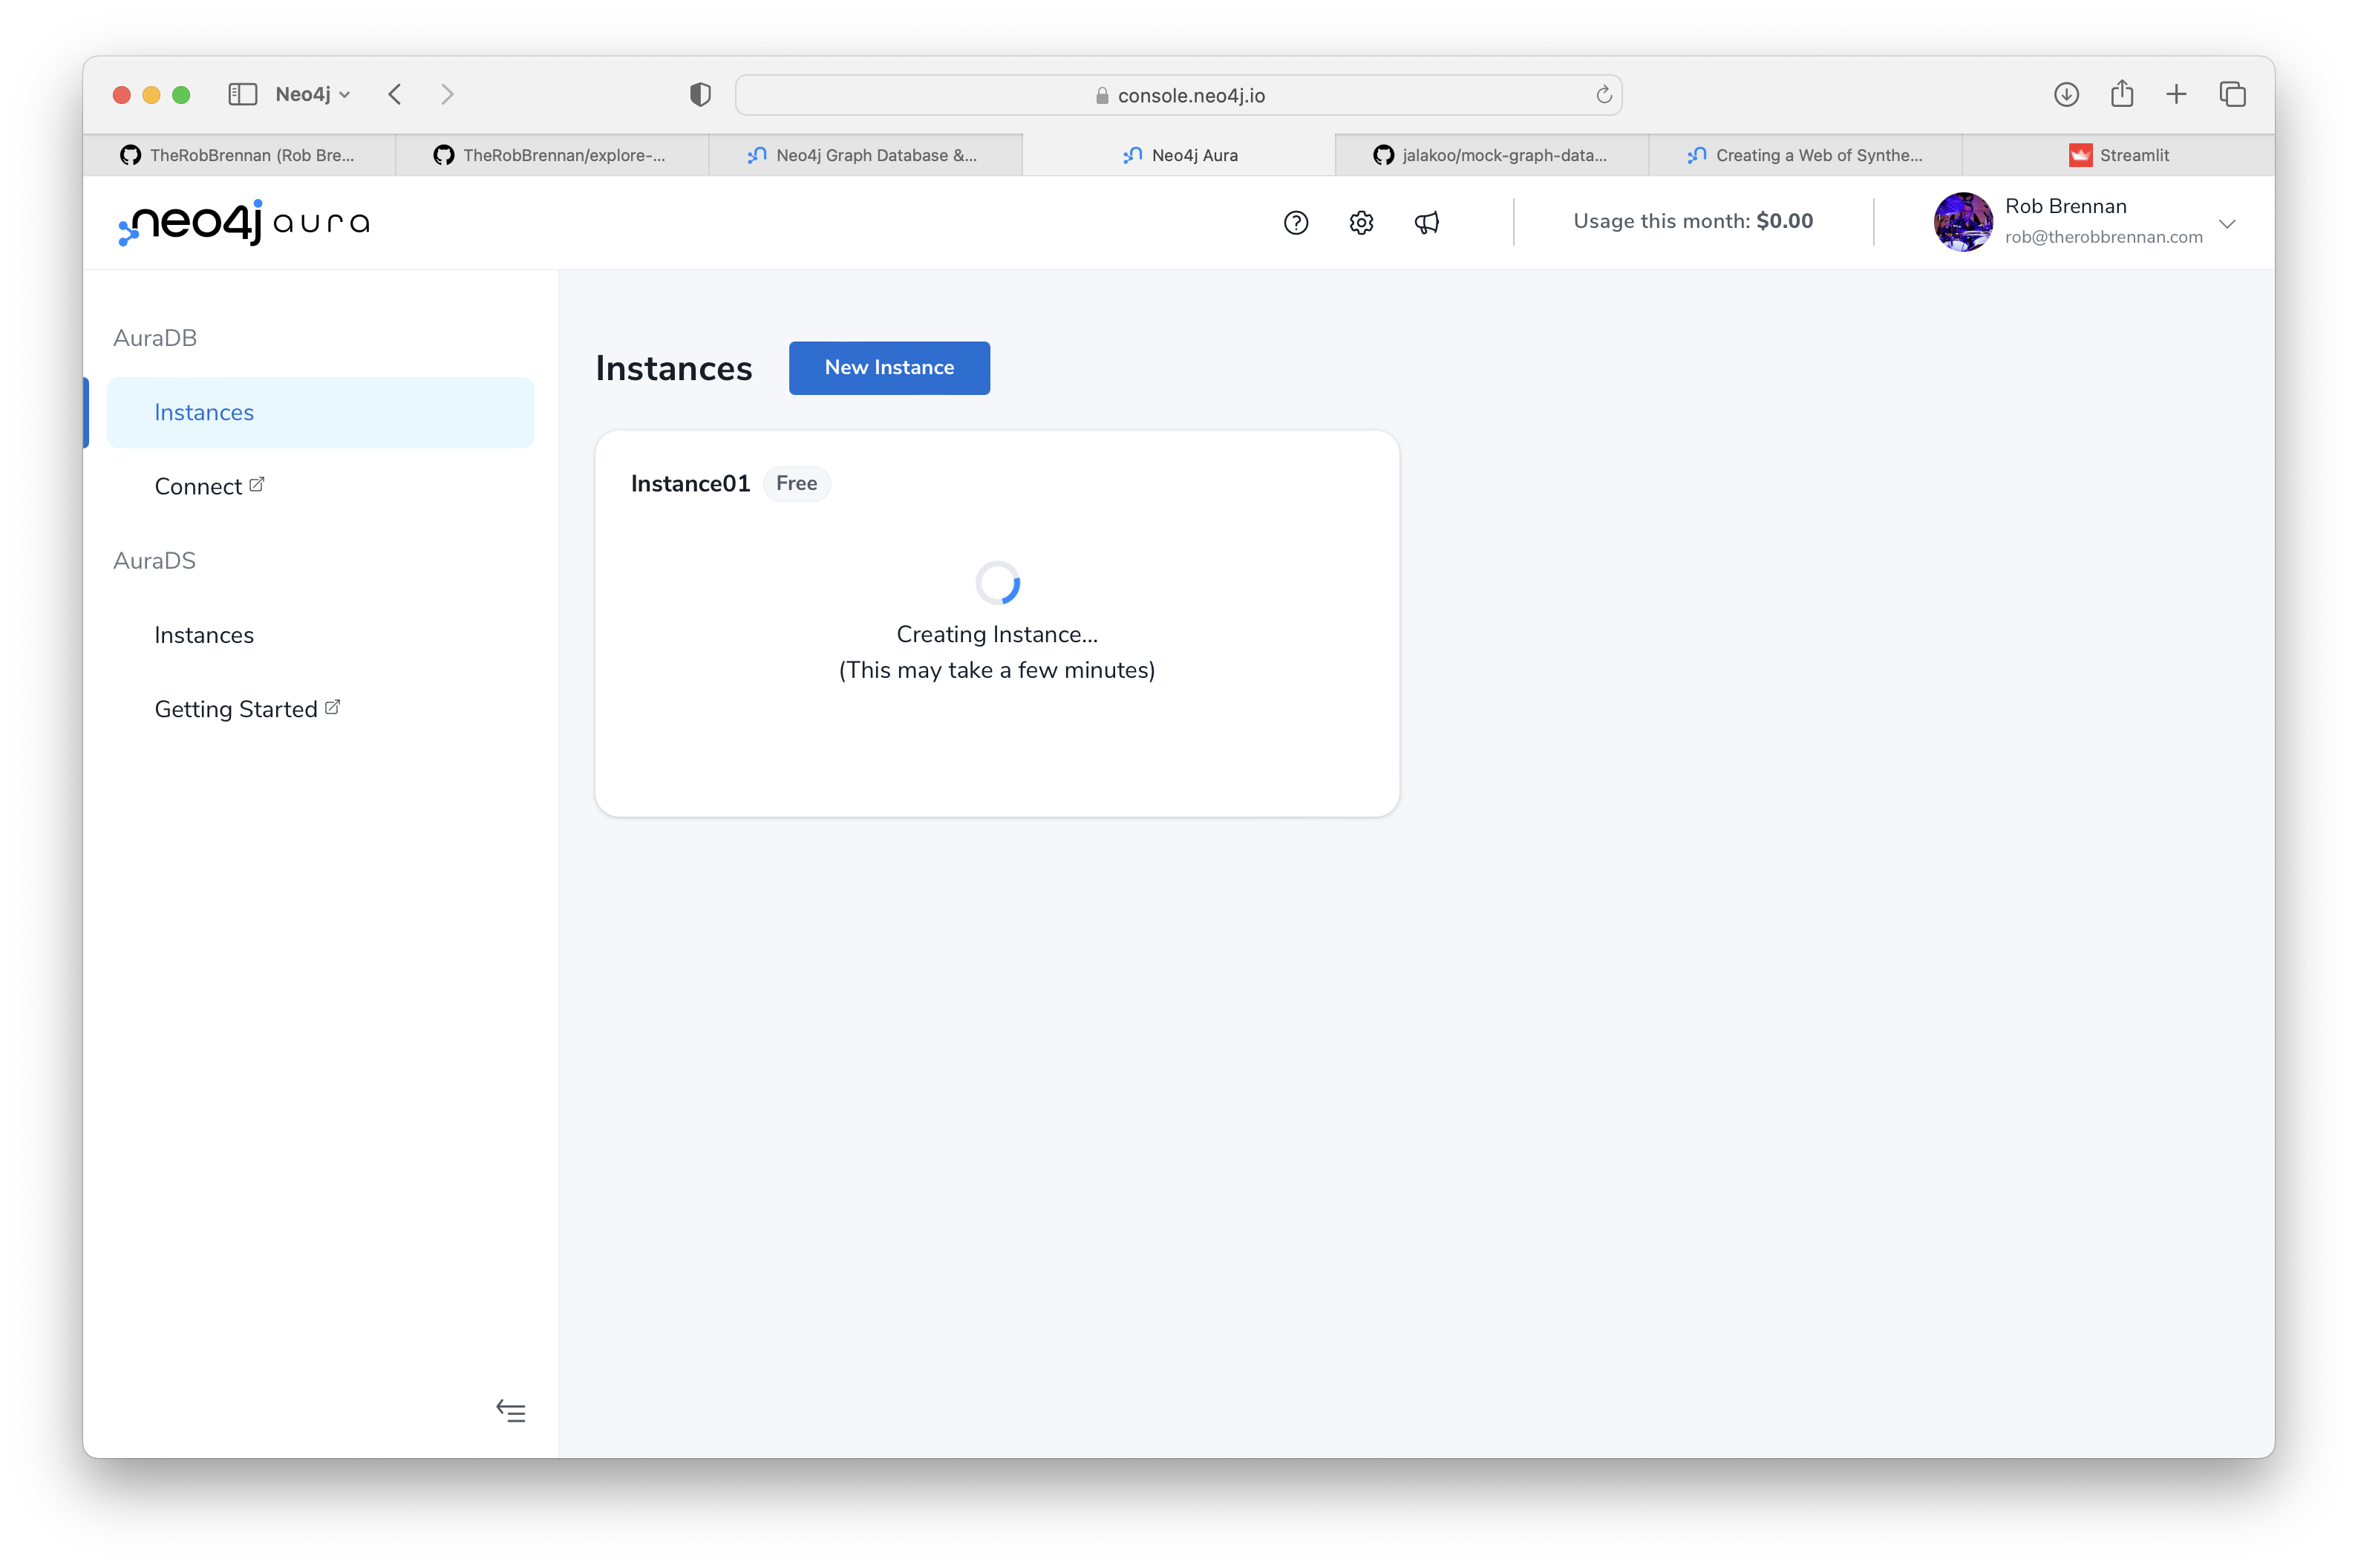 Neo4j
console.neo4j.io
TheRobBrennan (Rob Bre...
TheRobBrennan/explore-...
Neo4j Graph Database &...
Neo4j Aura
jalakoo/mock-graph-data...
Creating a Web of Synthe...
Streamlit
neo4j aura
Usage this month: $0.00
Rob Brennan
rob@therobbrennan.com
AuraDB
Instances
Connect
AuraDS
Instances
Getting Started
Instances
New Instance
Instance01 Free
Creating Instance...
(This may take a few minutes)